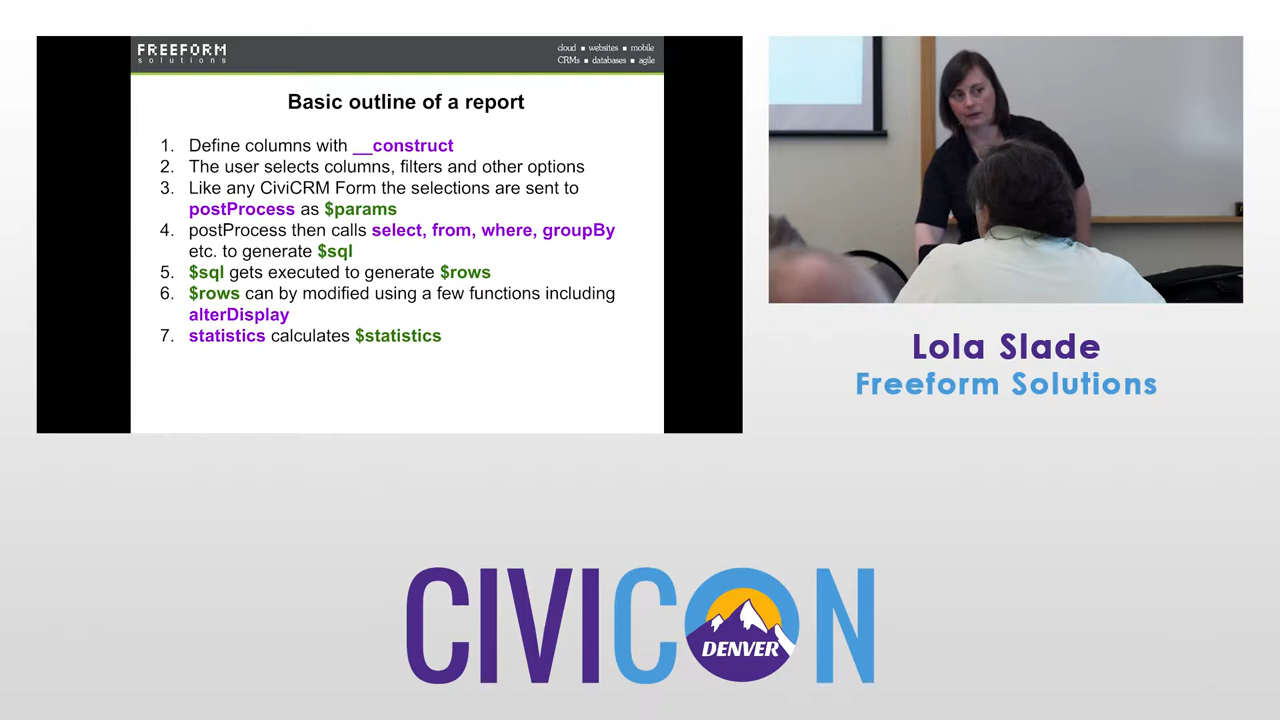 FREEFORM
solutions
cloud ■ websites ■ mobile
CRMs ■ databases ■ agile
Basic outline of a report
1. Define columns with __construct
2. The user selects columns, filters and other options
3. Like any CiviCRM Form the selections are sent to
postProcess as $params
4. postProcess then calls select, from, where, groupBy
etc. to generate $sql
5. $sql gets executed to generate $rows
6. $rows can by modified using a few functions including
alterDisplay
7. statistics calculates $statistics
Lola Slade
Freeform Solutions
CIVICON
DENVER